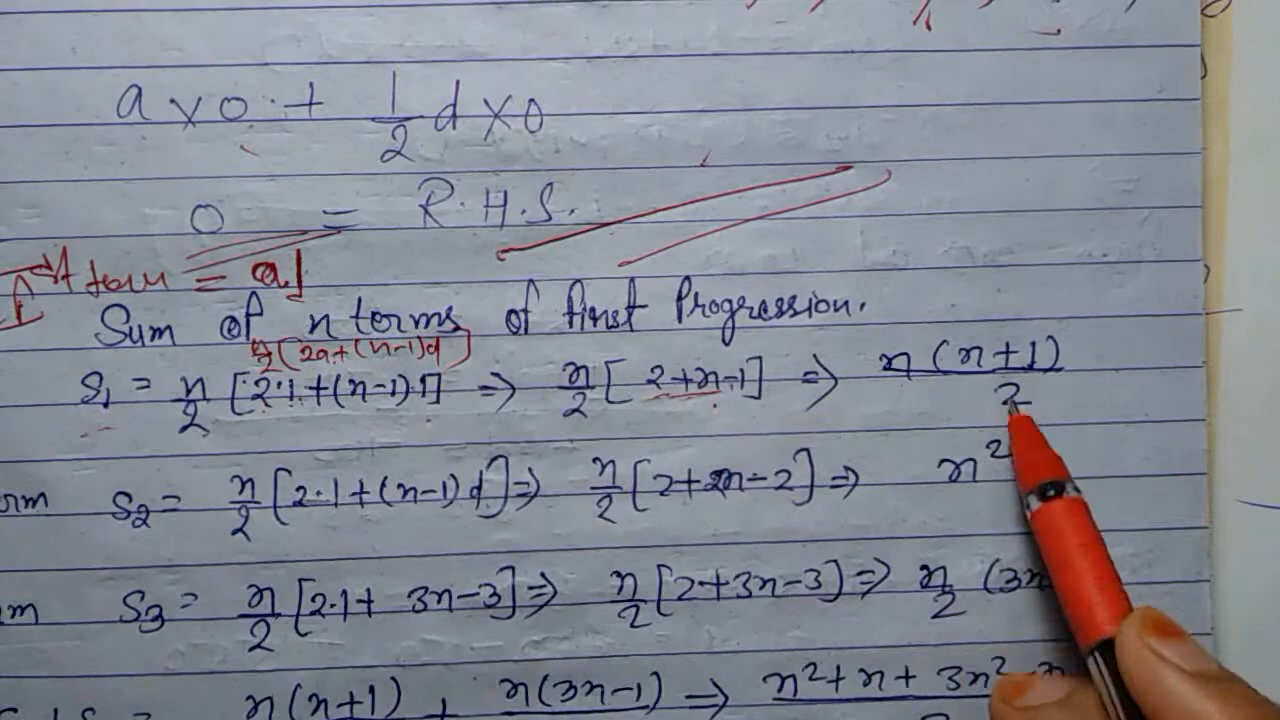 a x 0 + 1/2 d x 0
0 = R.H.S.
term = a
Sum of n terms of first Progression.
n/2 [2a+(n-1)d]
S₁ = n/2 [2·1+(n-1)·1] ⇒ n/2 [2+n-1] ⇒ n(n+1)/2
S₂ = n/2 [2·1+(n-1)d] ⇒ n/2 [2+2n-2] ⇒ n²
S₃ = n/2 [2·1+ 3n-3] ⇒ n/2 [2+3n-3] ⇒ n/2 (3n
n(n+1) + n(3n-1) ⇒ n²+n+3n²